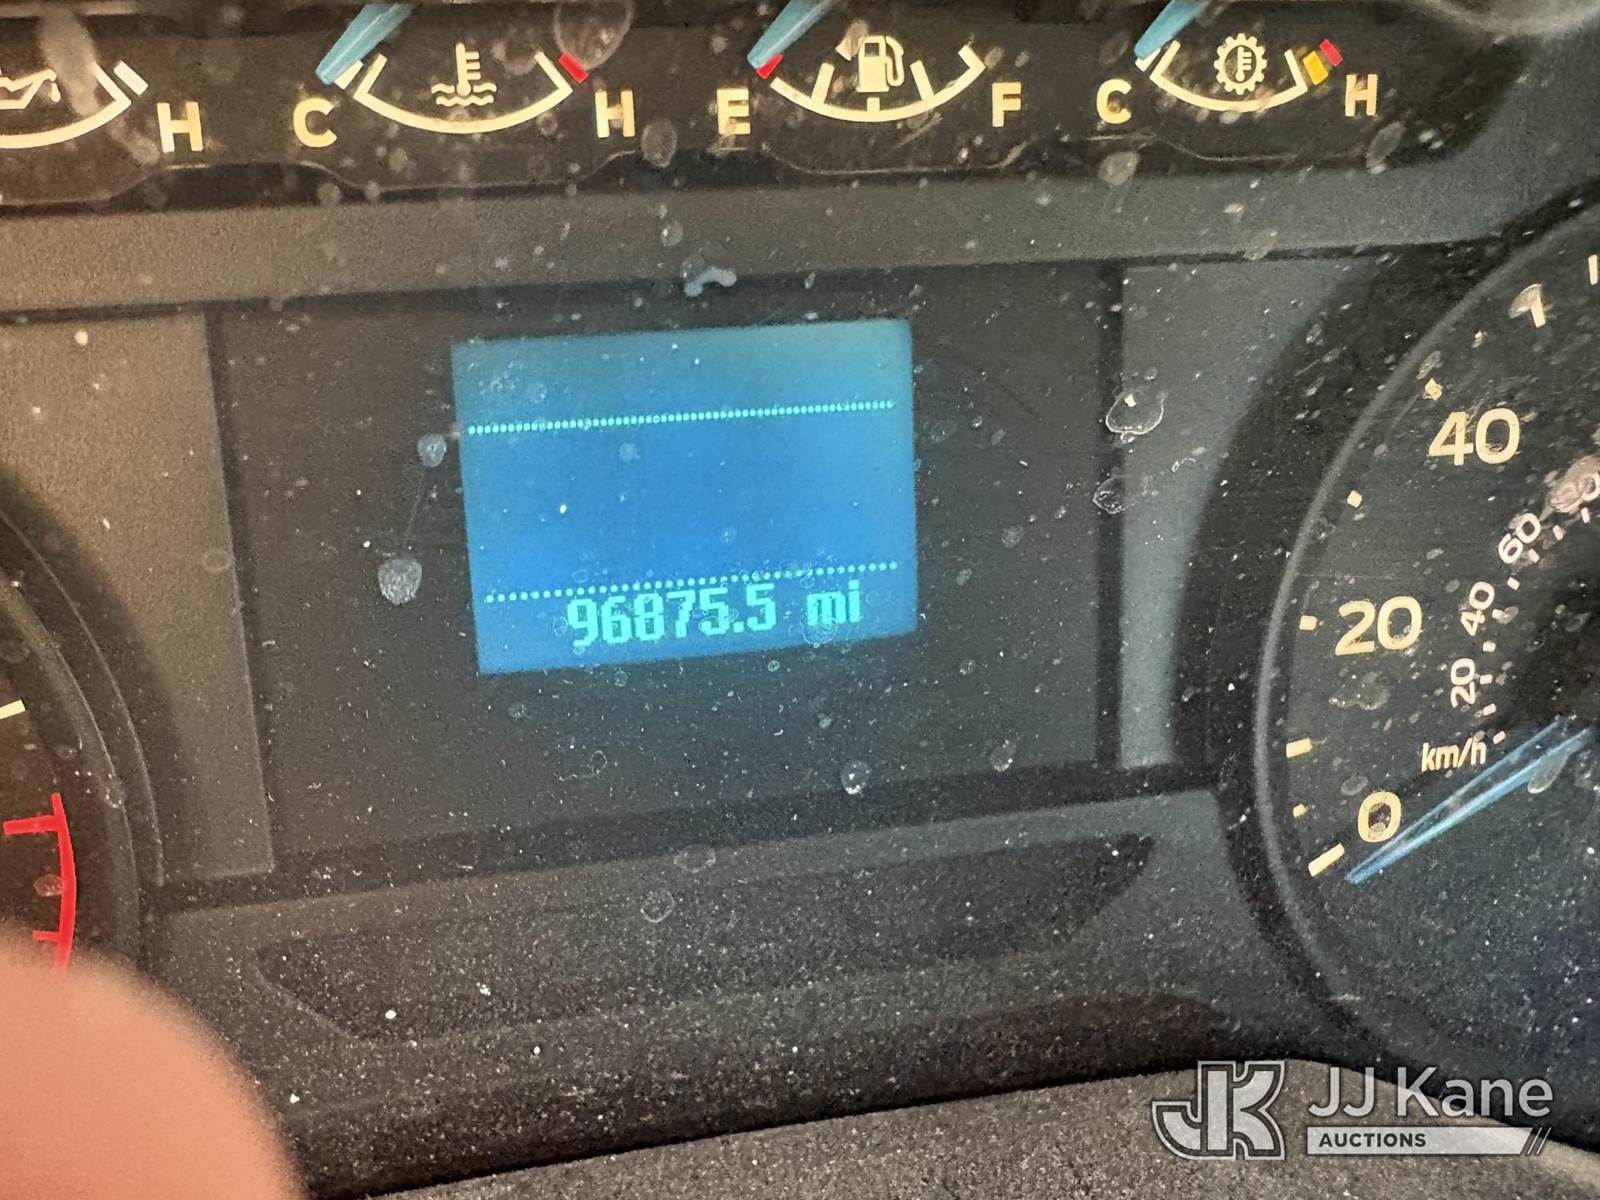 H
C H
E F
C H
96875.5 mi
40
20
0
60
40
20
km/h
JJ Kane
AUCTIONS